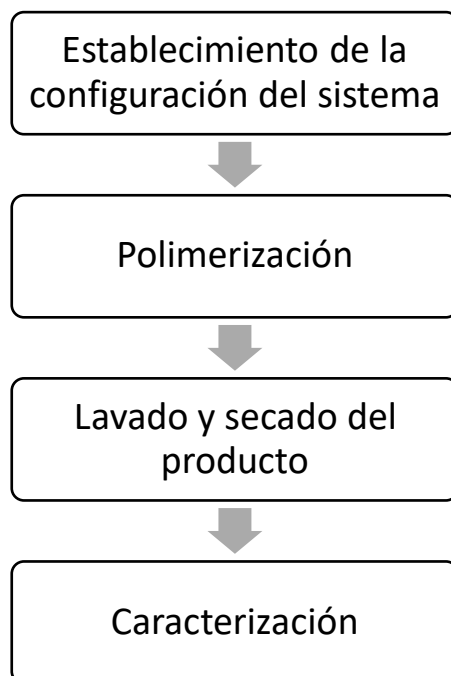 Establecimiento de la
configuración del sistema
Polimerización
Lavado y secado del
producto
Caracterización